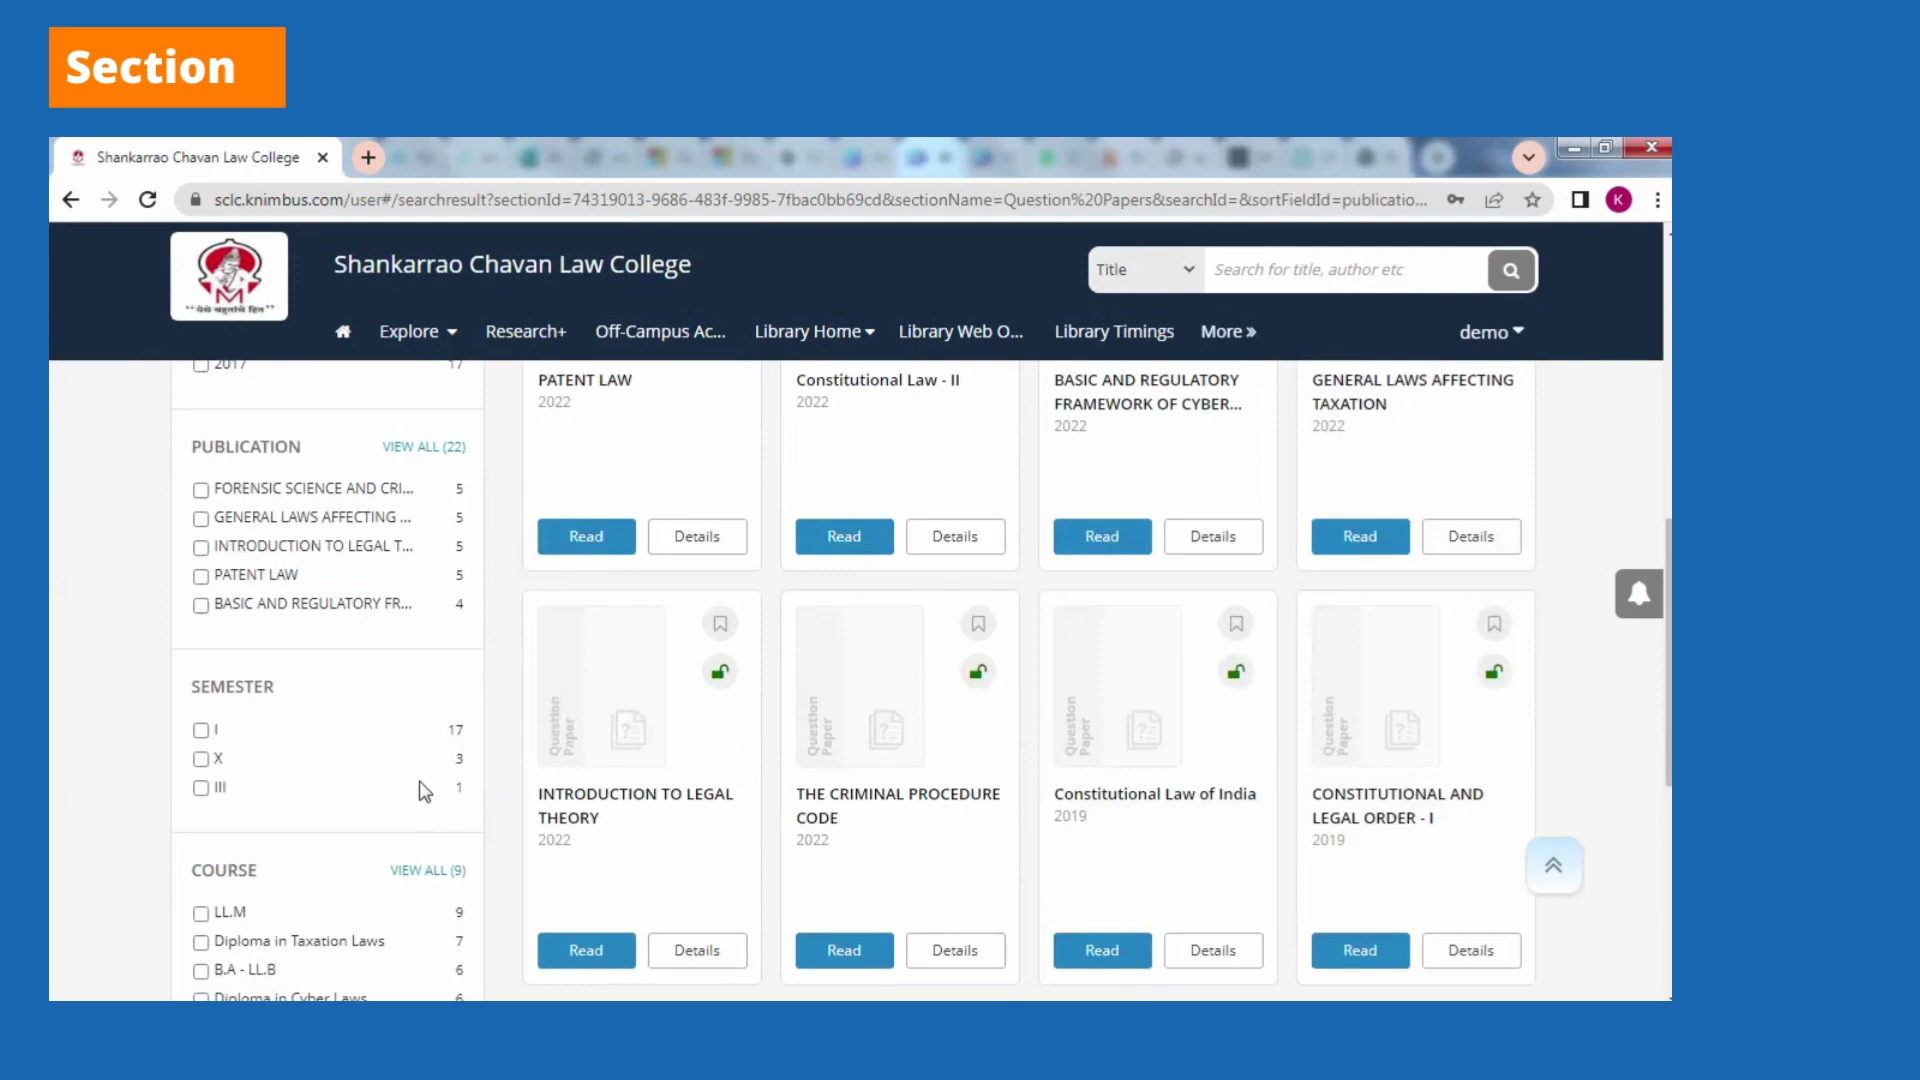 Section
Shankarrao Chavan Law College
sclc.knimbus.com/user#/searchresult?sectionId=74319013-9686-483f-9985-7fbac0bb69cd&sectionName=Question%20Papers&searchId=&sortFieldId=publicatio...
K
M
Shankarrao Chavan Law College
Title
Search for title, author etc
Explore
Research+
Off-Campus Ac...
Library Home
Library Web O...
Library Timings
More »
demo
2017 17
PUBLICATION VIEW ALL (22)
FORENSIC SCIENCE AND CRI... 5
GENERAL LAWS AFFECTING ... 5
INTRODUCTION TO LEGAL T... 5
PATENT LAW 5
BASIC AND REGULATORY FR... 4
SEMESTER
I 17
X 3
III 1
COURSE VIEW ALL (9)
LL.M 9
Diploma in Taxation Laws 7
B.A - LL.B 6
Diploma in Cyber Laws 6
PATENT LAW
2022
Read Details
Constitutional Law - II
2022
Read Details
BASIC AND REGULATORY
FRAMEWORK OF CYBER...
2022
Read Details
GENERAL LAWS AFFECTING
TAXATION
2022
Read Details
Question
Paper
INTRODUCTION TO LEGAL
THEORY
2022
Read Details
Question
Paper
THE CRIMINAL PROCEDURE
CODE
2022
Read Details
Question
Paper
Constitutional Law of India
2019
Read Details
Question
Paper
CONSTITUTIONAL AND
LEGAL ORDER - I
2019
Read Details